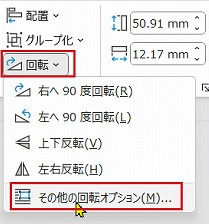 配置
グループ化
回転
50.91 mm
12.17 mm
右へ 90 度回転(R)
左へ 90 度回転(L)
上下反転(V)
左右反転(H)
その他の回転オプション(M)...